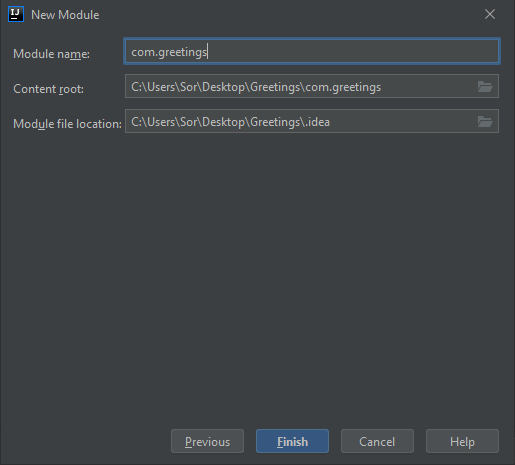 IJ New Module
Module name: com.greetings
Content root: C:\Users\Sor\Desktop\Greetings\com.greetings
Module file location: C:\Users\Sor\Desktop\Greetings\.idea
Previous Finish Cancel Help